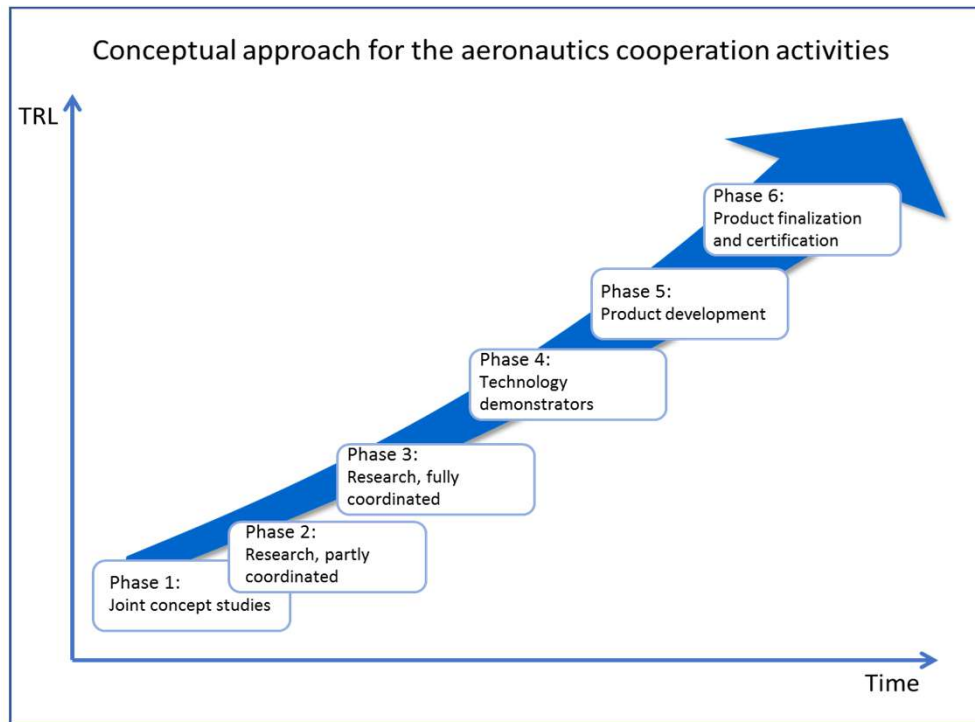 Conceptual approach for the aeronautics cooperation activities
TRL
Phase 6:
Product finalization
and certification
Phase 5:
Product development
Phase 4:
Technology
demonstrators
Phase 3:
Research, fully
coordinated
Phase 2:
Research, partly
coordinated
Phase 1:
Joint concept studies
Time